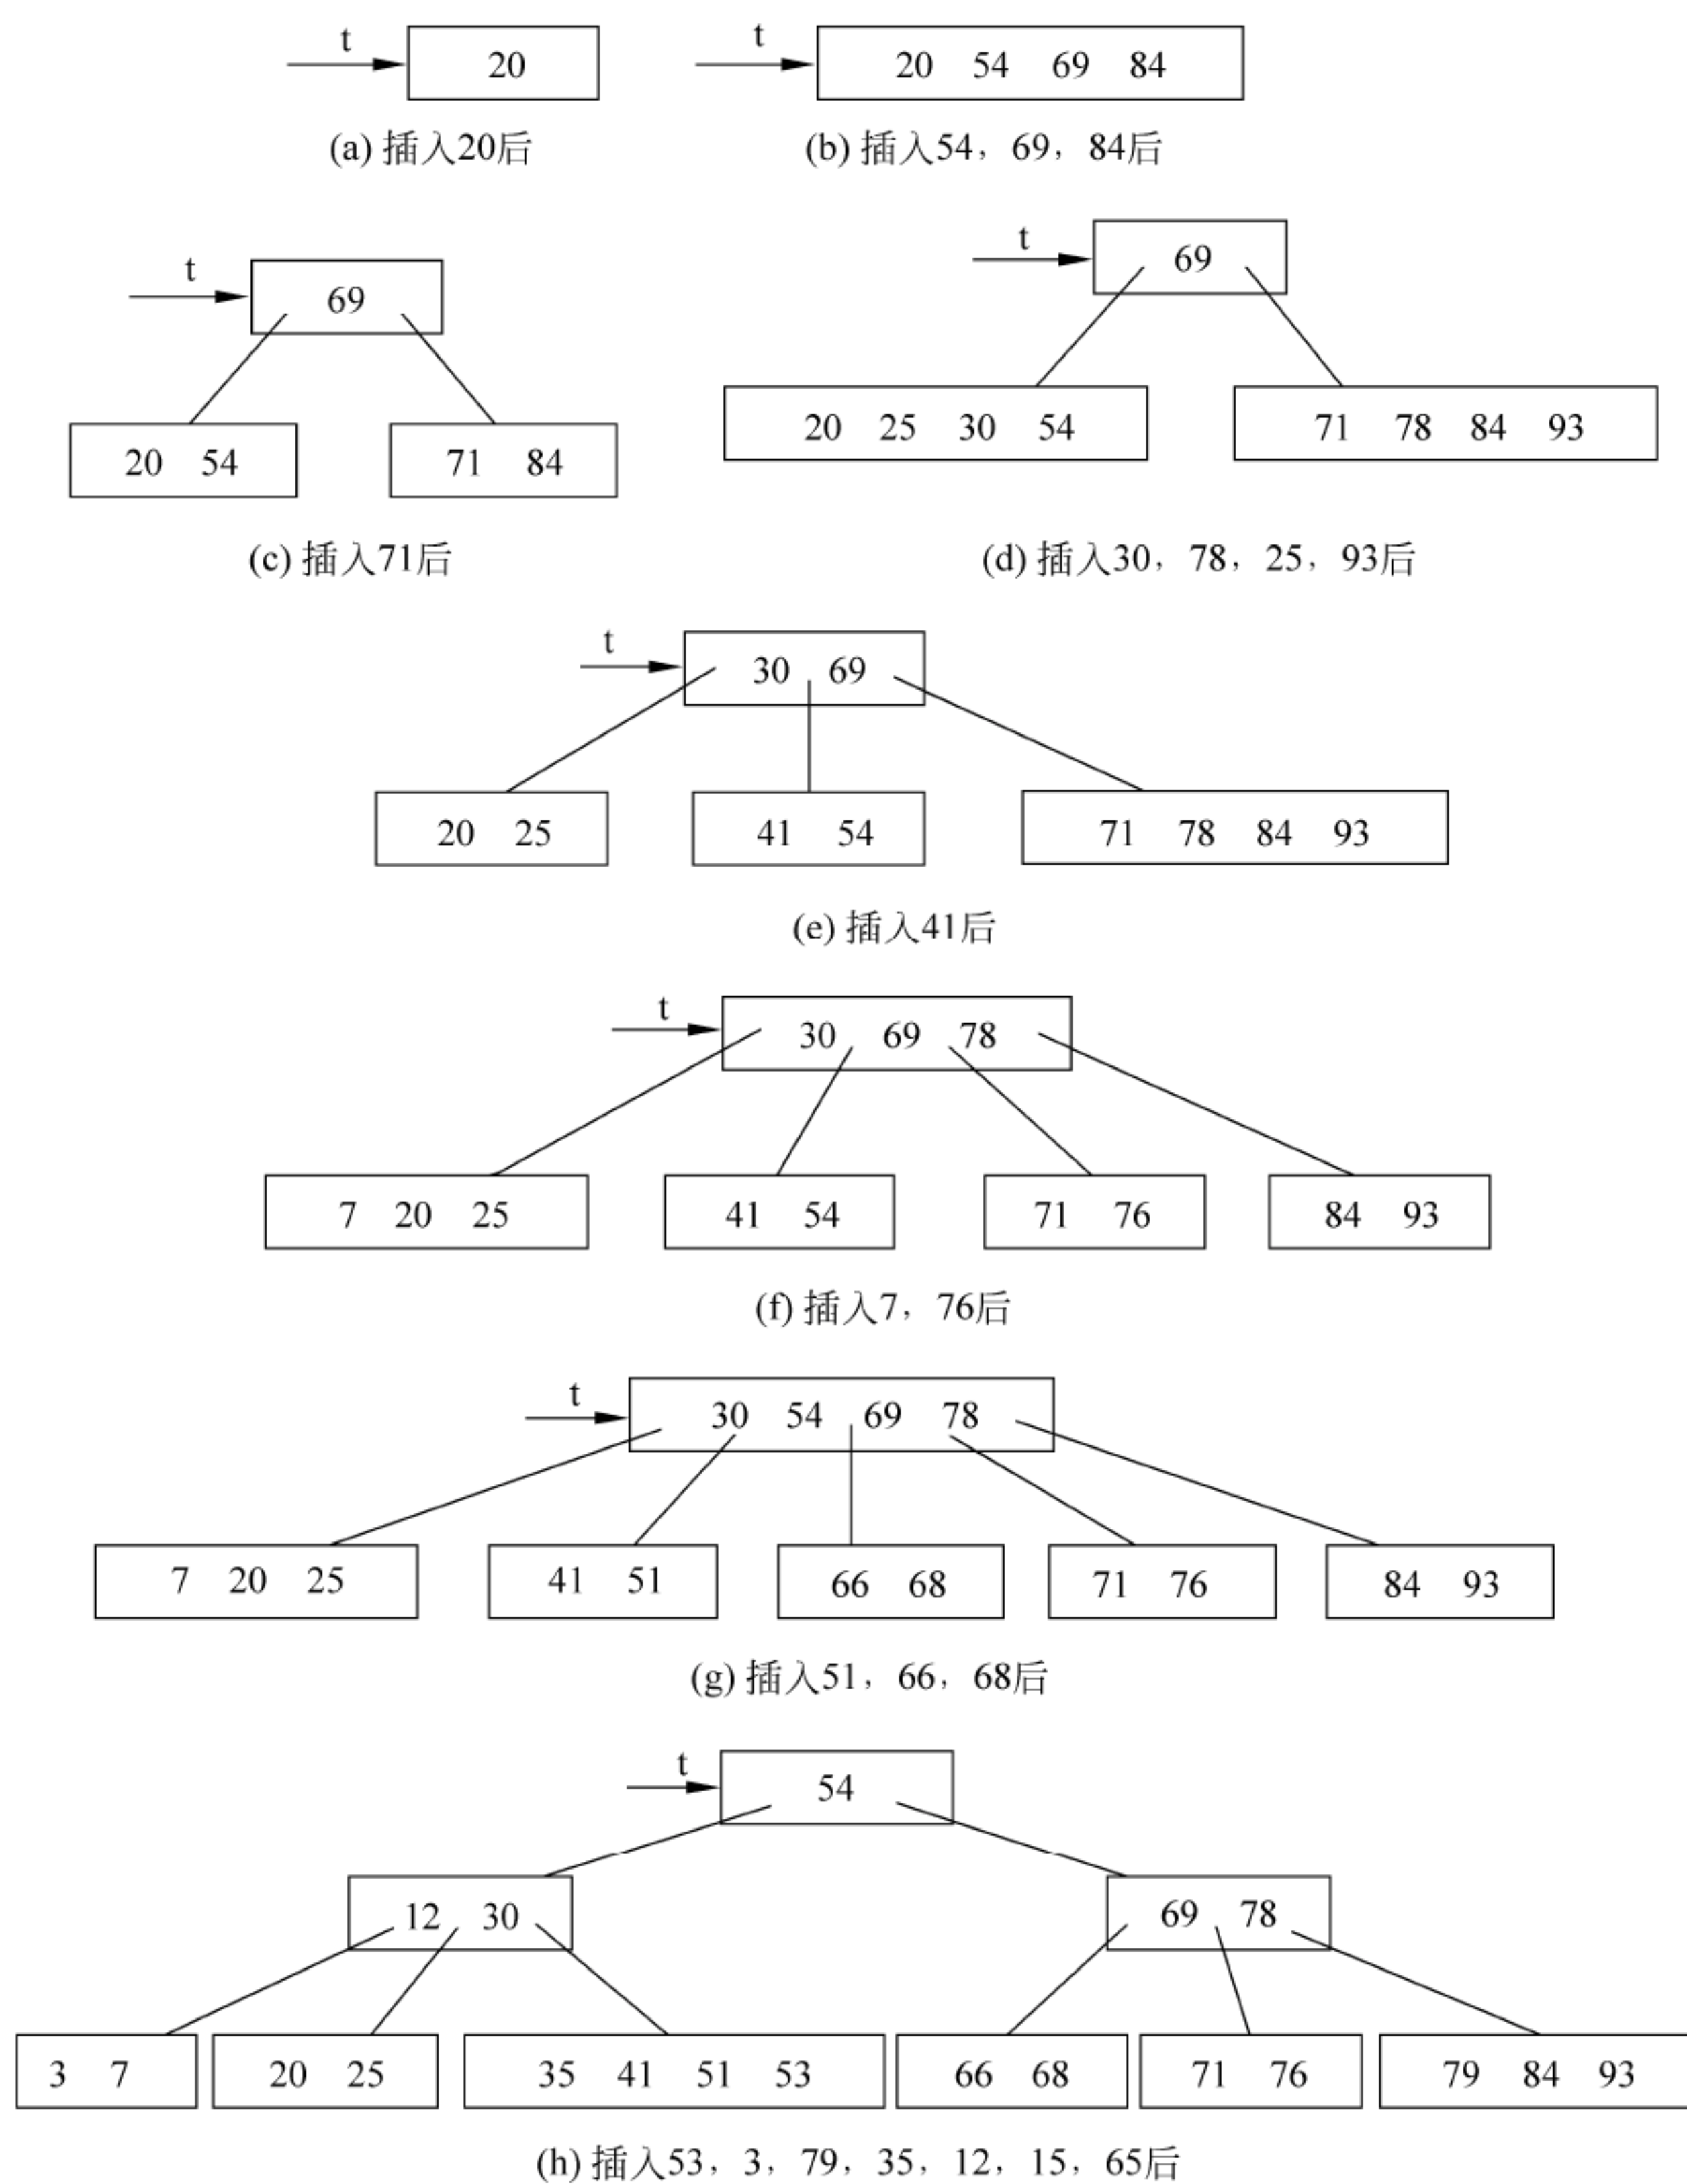 t
20
t
20 54 69 84
(a) 插入20后
(b) 插入54，69，84后
t
69
20 54
71 84
(c) 插入71后
t
69
20 25 30 54
71 78 84 93
(d) 插入30，78，25，93后
t
30 69
20 25
41 54
71 78 84 93
(e) 插入41后
t
30 69 78
7 20 25
41 54
71 76
84 93
(f) 插入7，76后
t
30 54 69 78
7 20 25
41 51
66 68
71 76
84 93
(g) 插入51，66，68后
t
54
12 30
69 78
3 7
20 25
35 41 51 53
66 68
71 76
79 84 93
(h) 插入53，3，79，35，12，15，65后